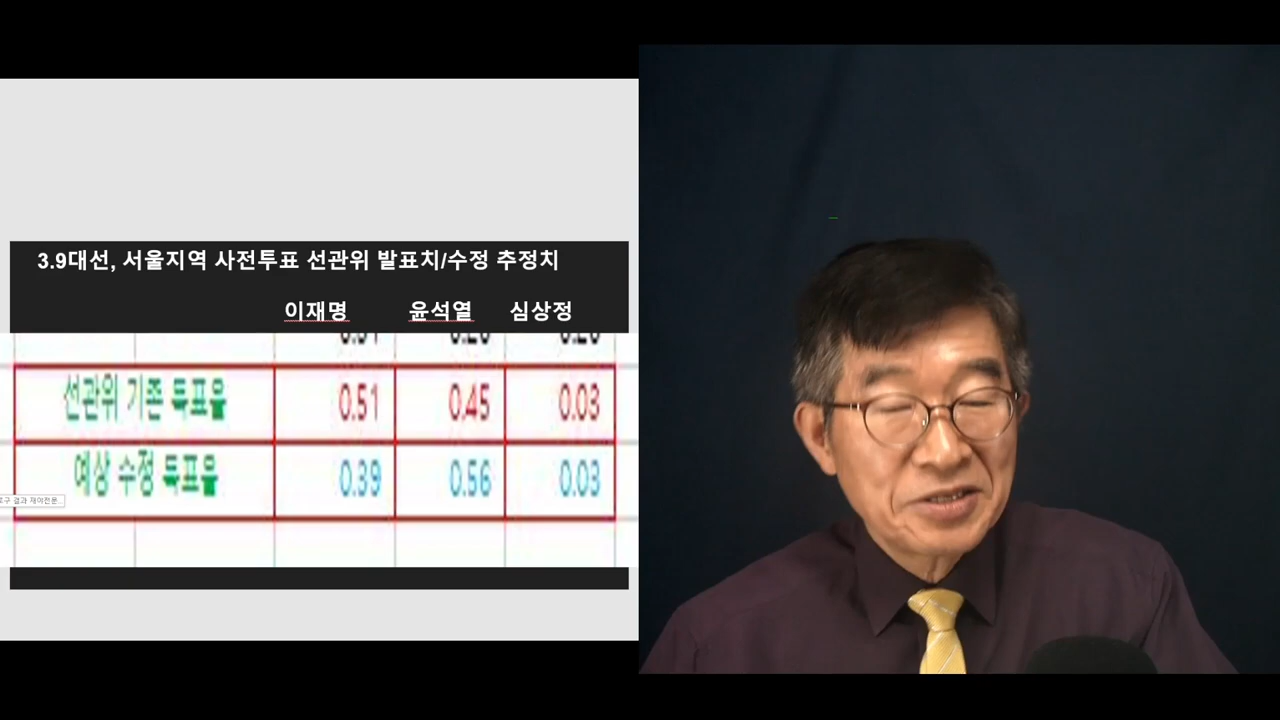 3.9대선, 서울지역 사전투표 선관위 발표치/수정 추정치
이재명 윤석열 심상정
선관위 기존 득표율 0.51 0.45 0.03
예상 수정 득표율 0.39 0.56 0.03